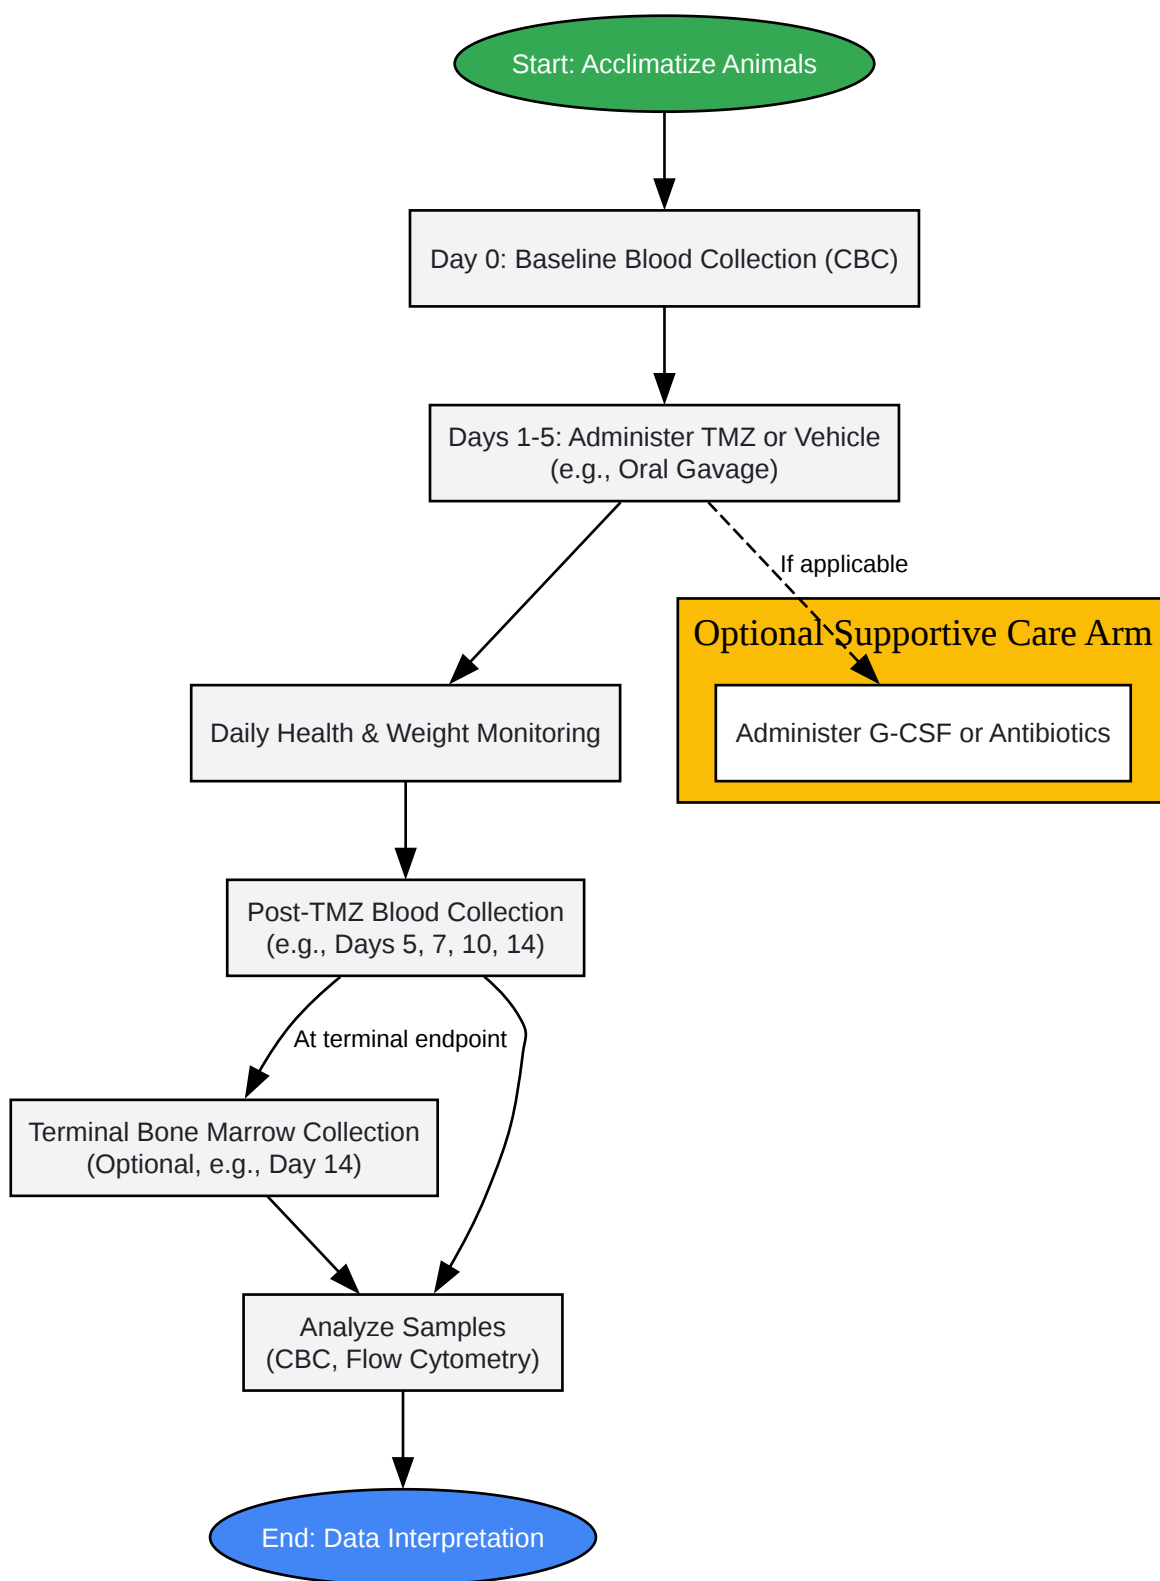 Start: Acclimatize Animals
Day 0: Baseline Blood Collection (CBC)
Days 1-5: Administer TMZ or Vehicle
(e.g., Oral Gavage)
If applicable
Optional Supportive Care Arm
Daily Health & Weight Monitoring
Administer G-CSF or Antibiotics
Post-TMZ Blood Collection
(e.g., Days 5, 7, 10, 14)
At terminal endpoint
Terminal Bone Marrow Collection
(Optional, e.g., Day 14)
Analyze Samples
(CBC, Flow Cytometry)
End: Data Interpretation